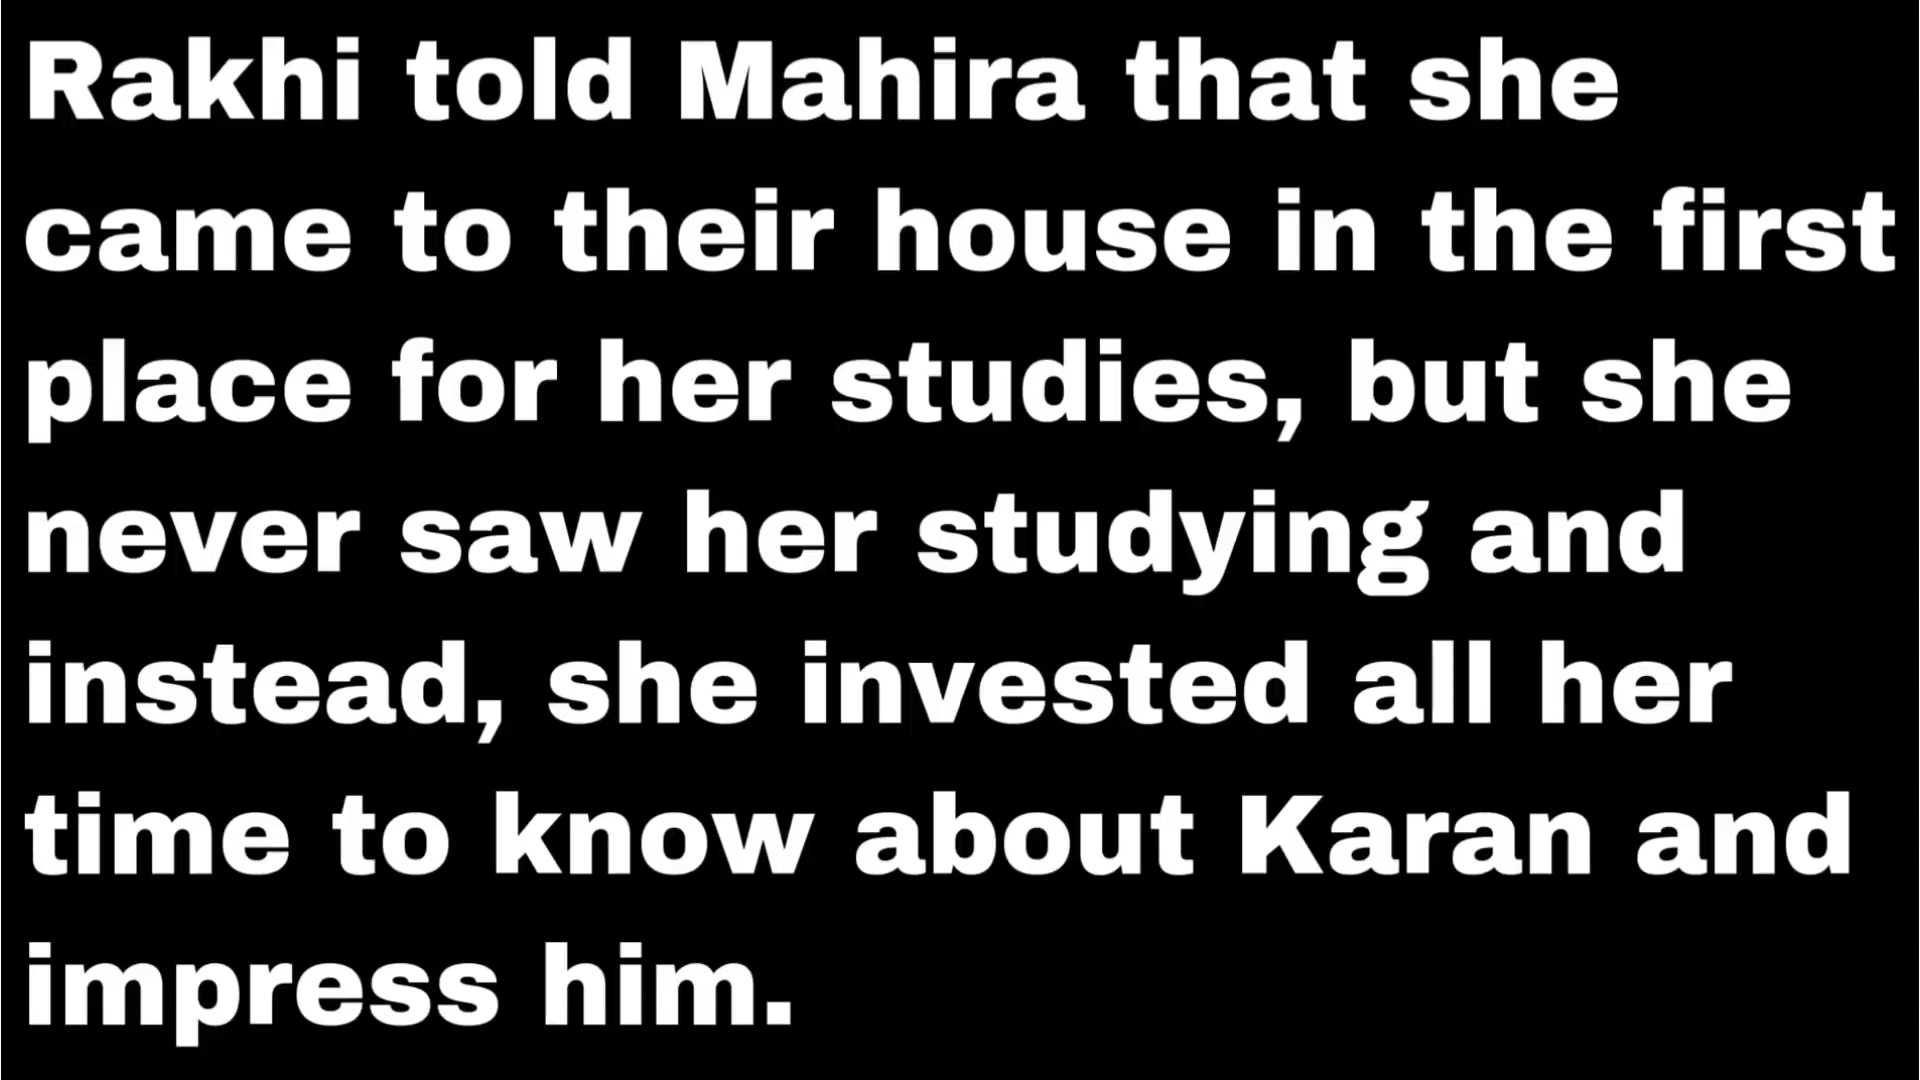 Rakhi told Mahira that she
came to their house in the first
place for her studies, but she
never saw her studying and
instead, she invested all her
time to know about Karan and
impress him.